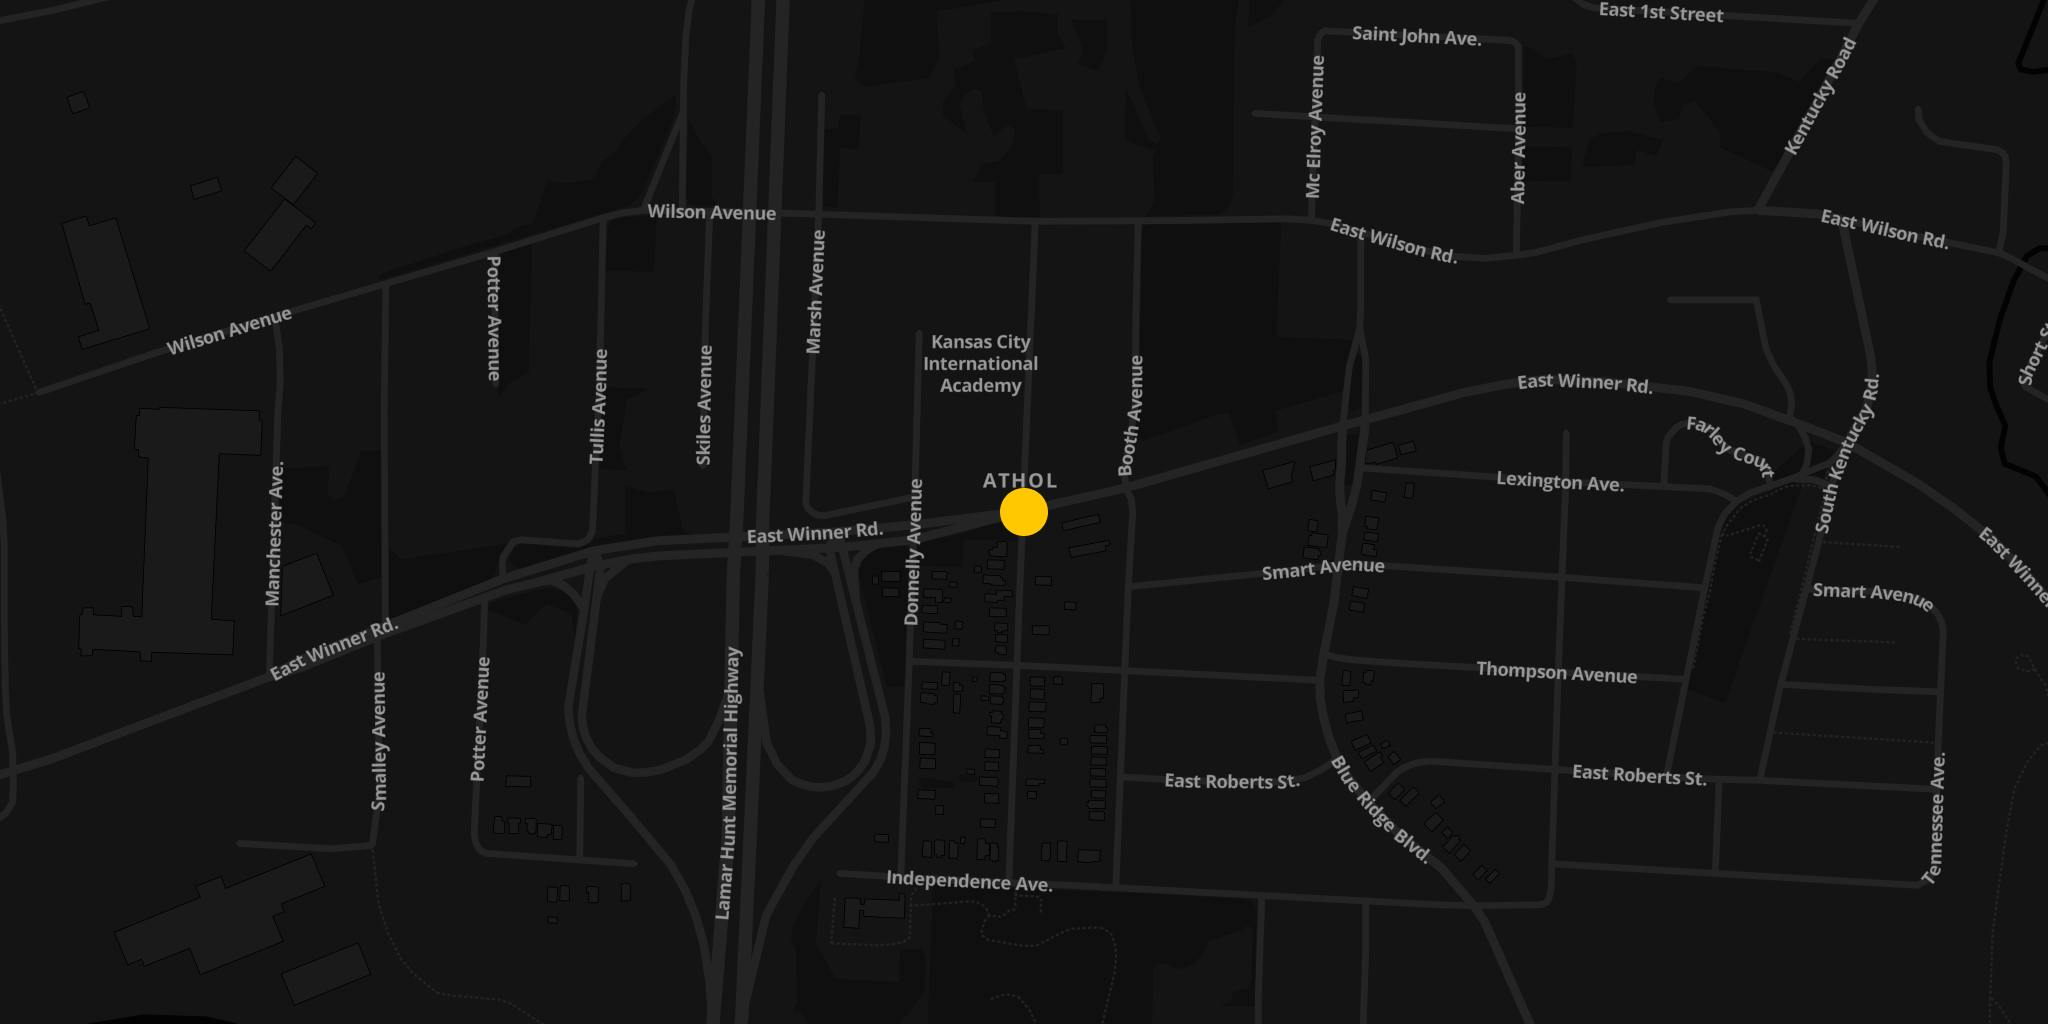 East 1st Street
Saint John Ave.
Kentucky Road
Mc Elroy Avenue
Aber Avenue
Wilson Avenue
East Wilson Rd.
East Wilson Rd.
Potter Avenue
Marsh Avenue
Wilson Avenue
Kansas City
International
Academy
Tullis Avenue
Skiles Avenue
Booth Avenue
East Winner Rd.
Short S
Farley Court
South Kentucky Rd.
ATHOL
Lexington Ave.
Manchester Ave.
East Winner Rd.
Donnelly Avenue
Smart Avenue
East Winner
Smart Avenue
East Winner Rd.
Thompson Avenue
Smalley Avenue
Potter Avenue
Lamar Hunt Memorial Highway
East Roberts St.
Blue Ridge Blvd.
East Roberts St.
Tennessee Ave.
Independence Ave.